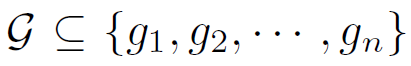 𝒢 ⊆ {g₁, g₂, ⋯ , gₙ}